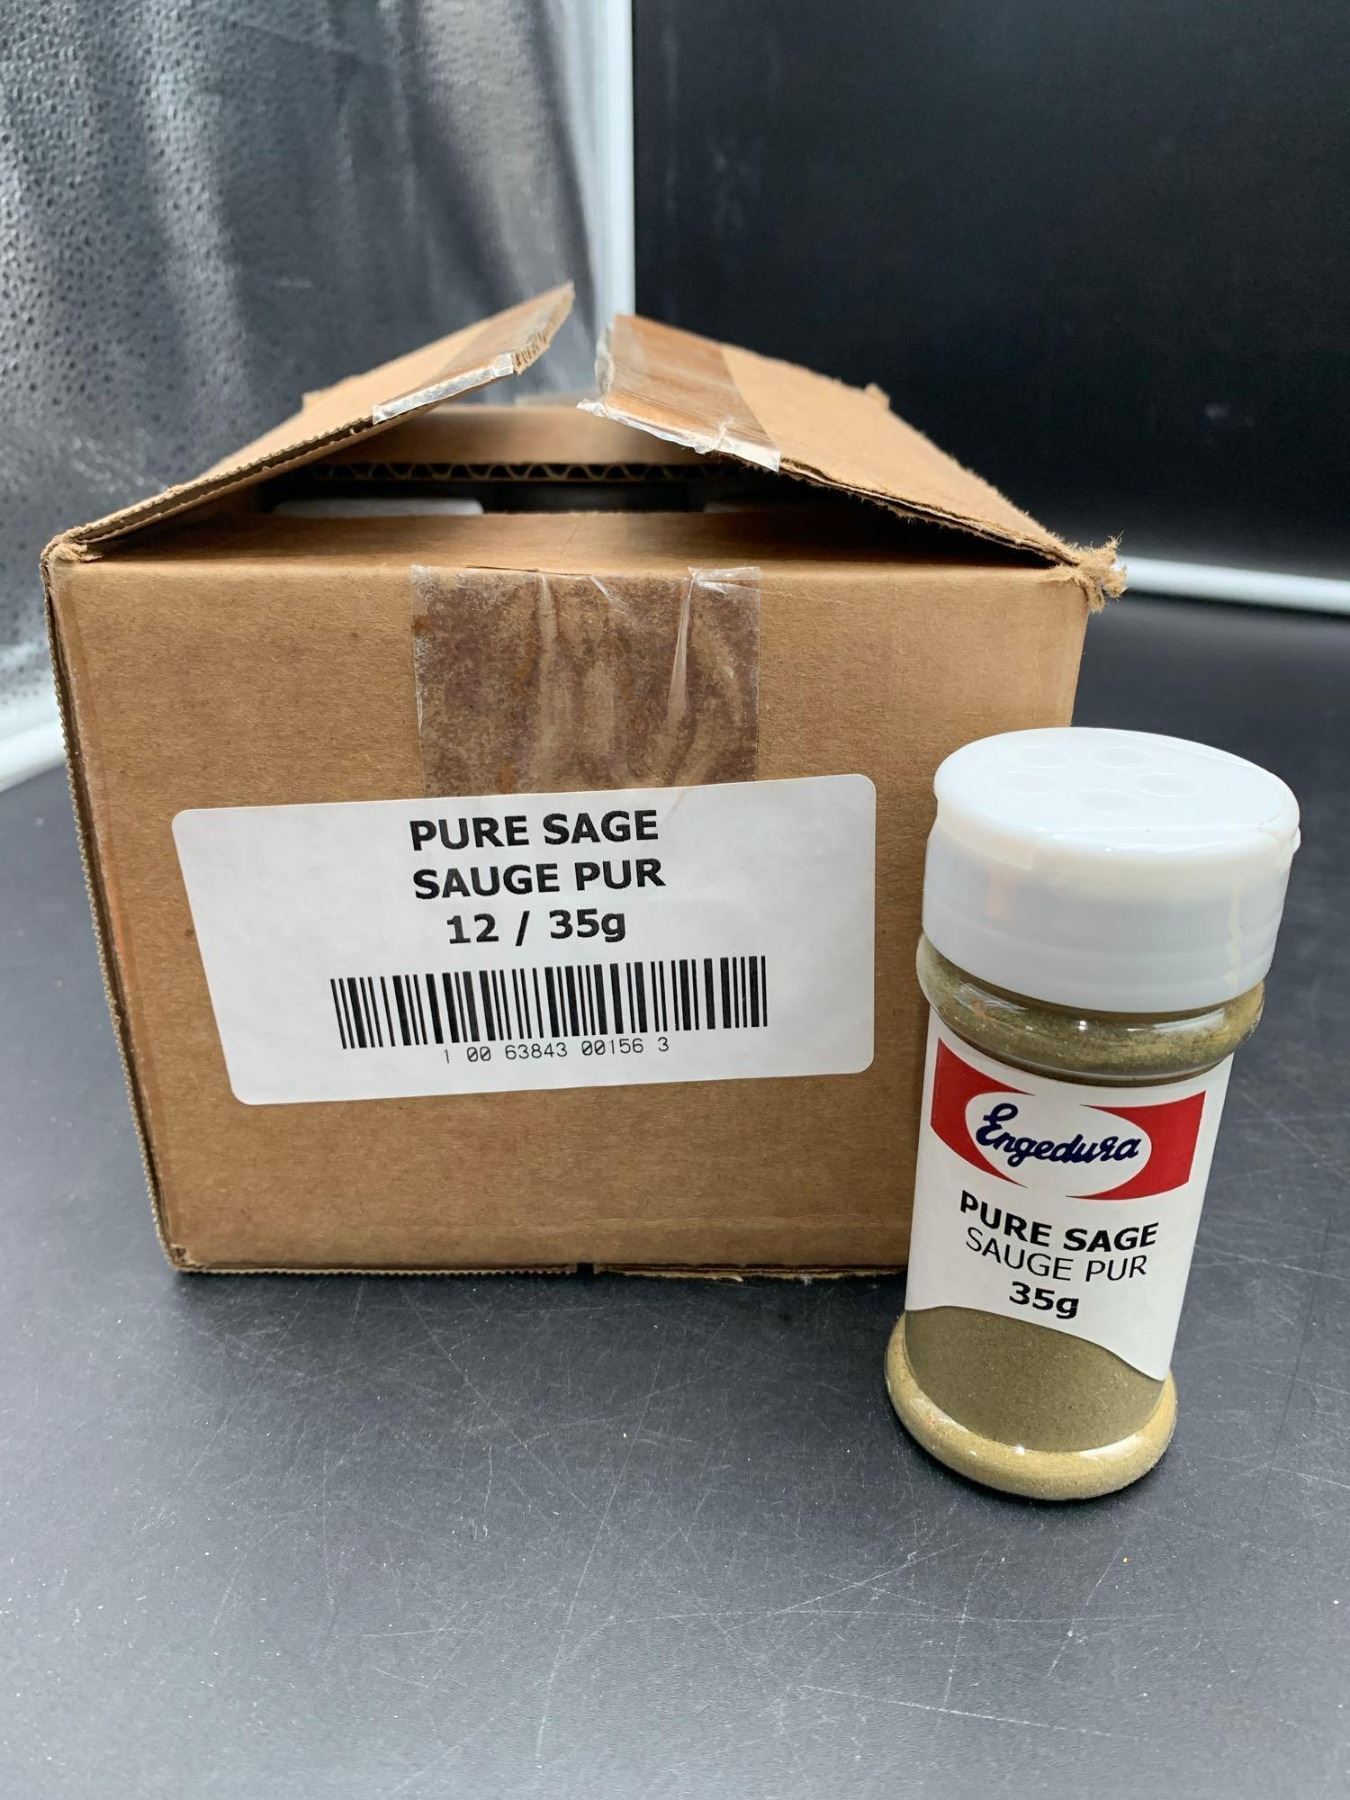 PURE SAGE
SAUGE PUR
12 / 35g
1 00 63843 00156 3
Engedura
PURE SAGE
SAUGE PUR
35g